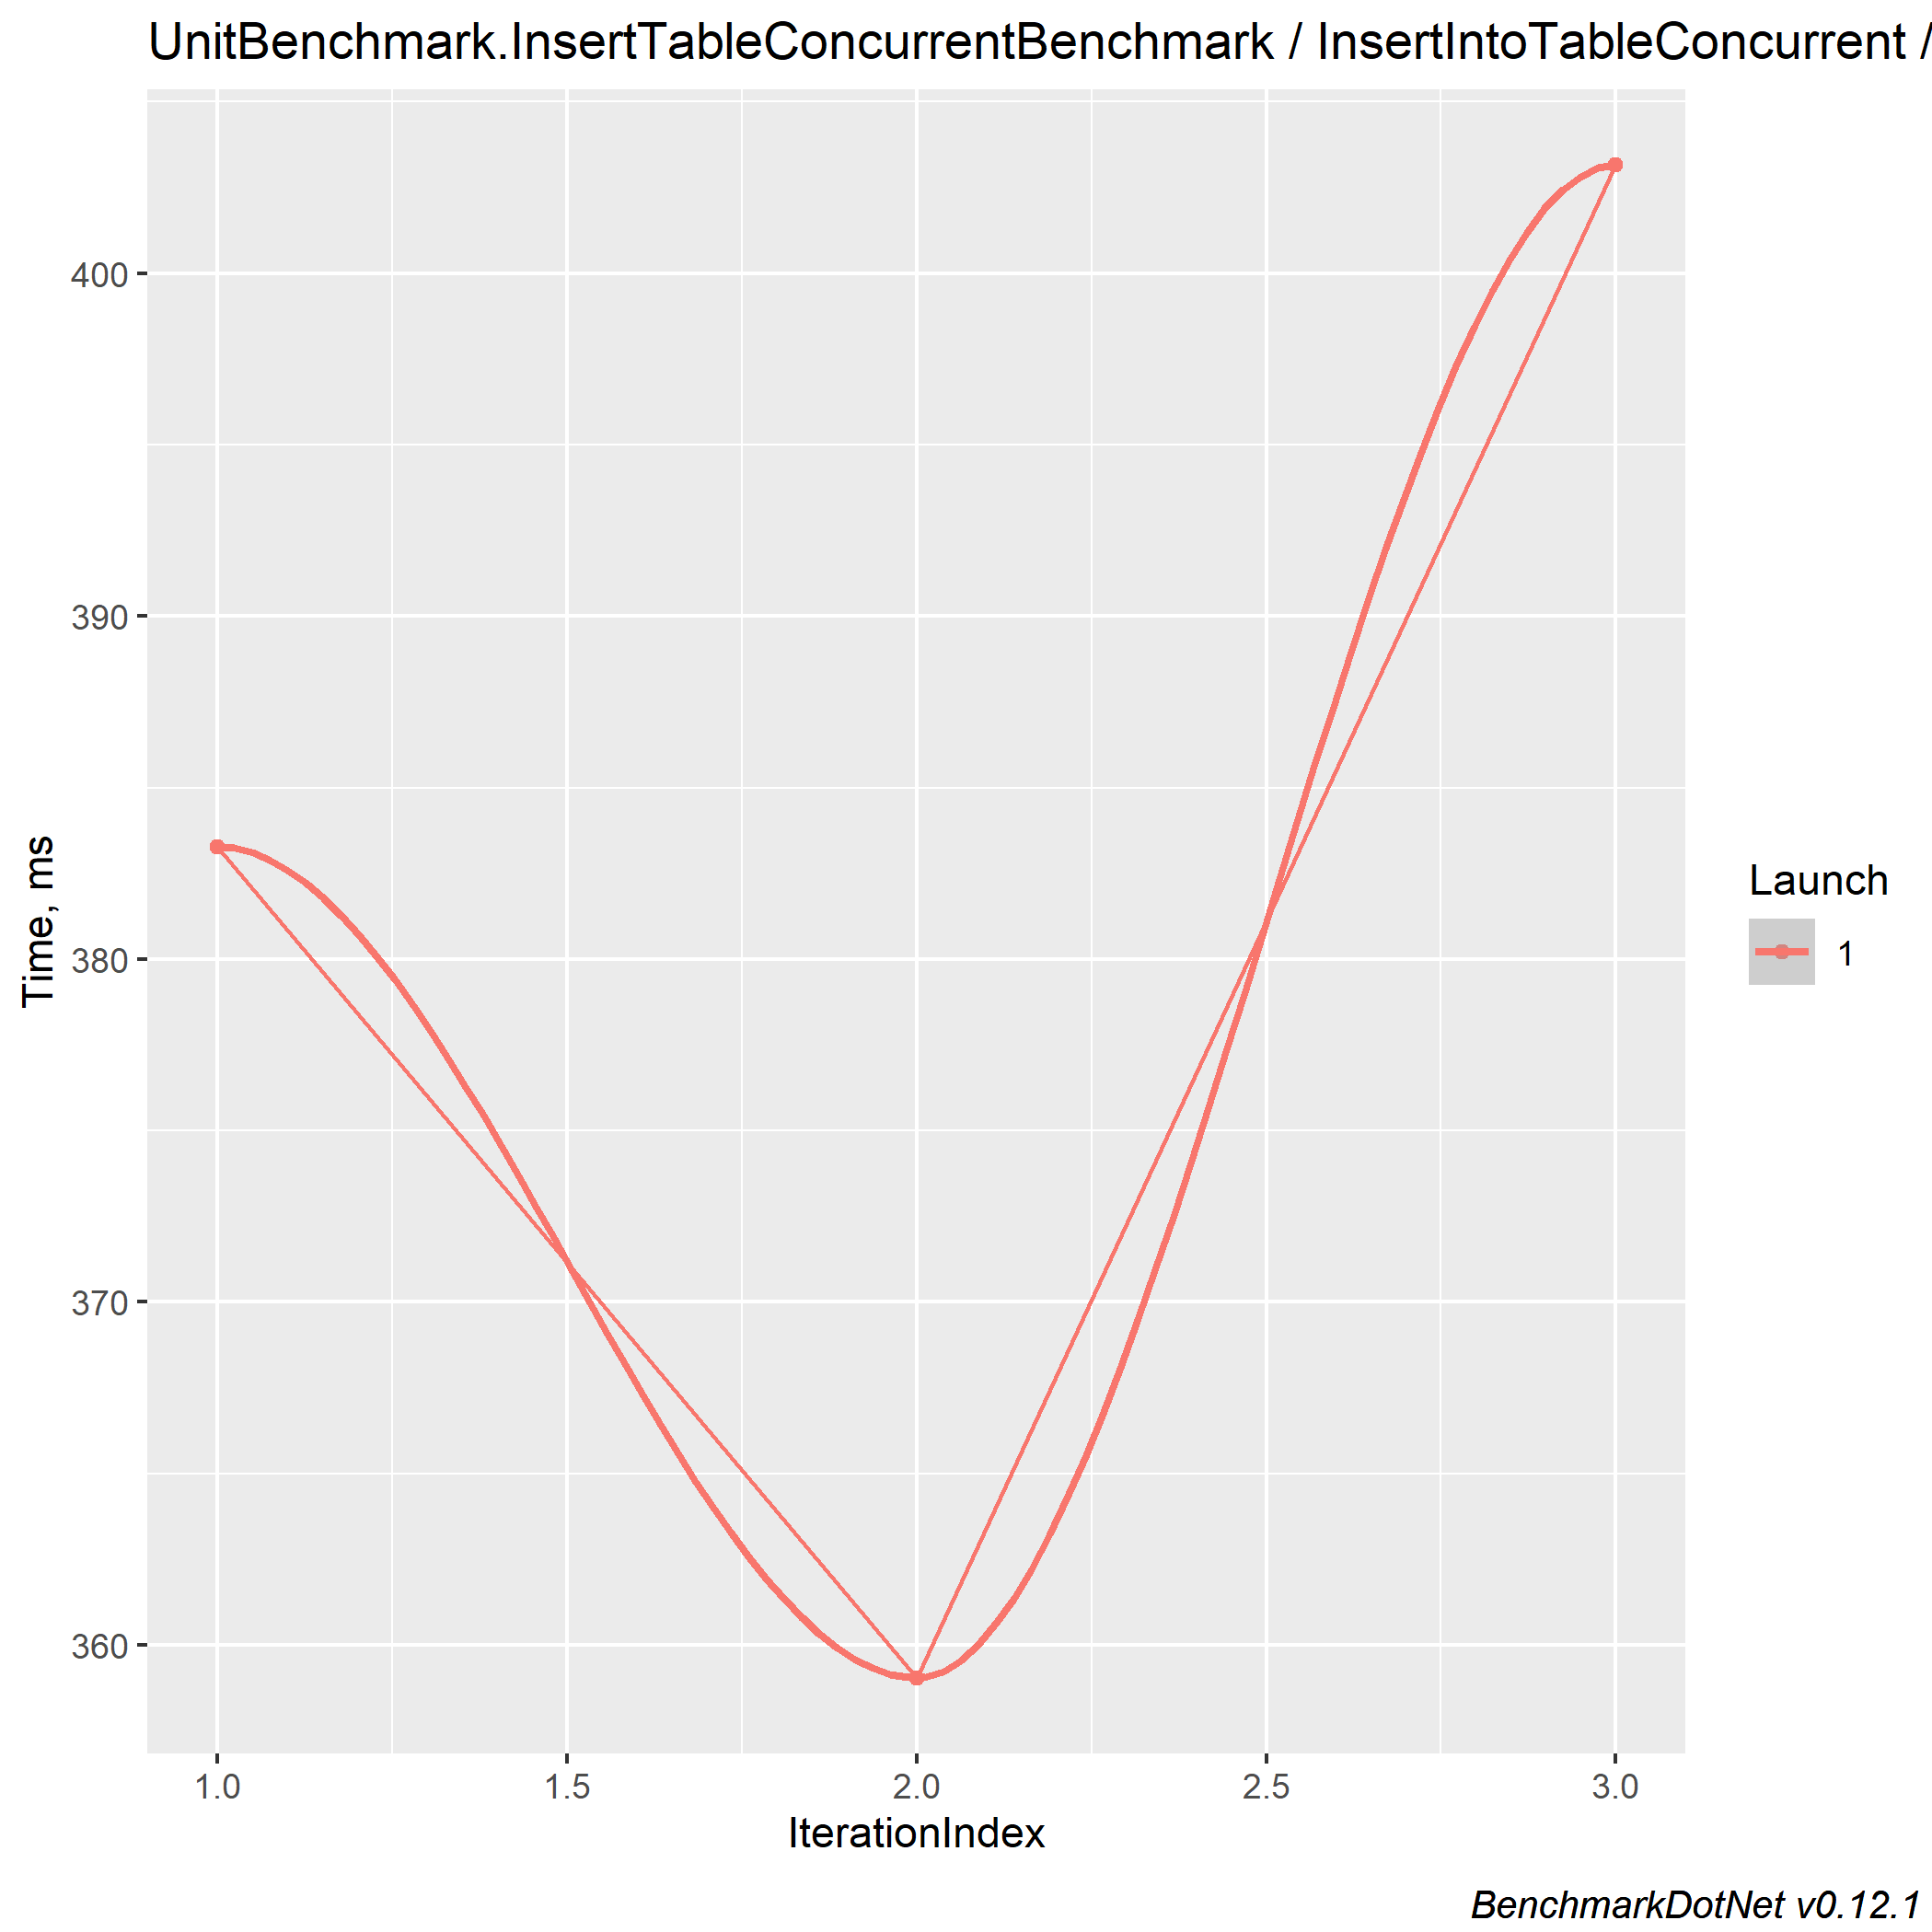 UnitBenchmark.InsertTableConcurrentBenchmark / InsertIntoTableConcurrent /
400
390
380
370
360
Time, ms
1.0 1.5 2.0 2.5 3.0
IterationIndex
Launch
1
BenchmarkDotNet v0.12.1